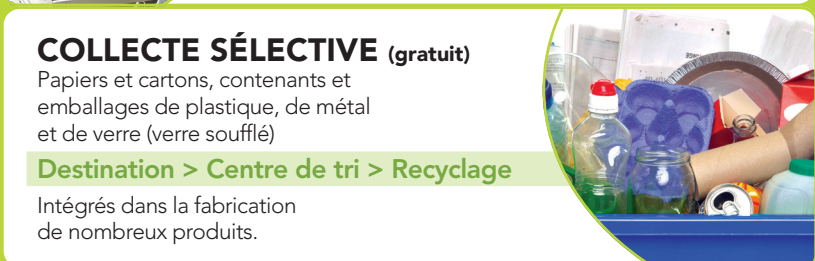 COLLECTE SÉLECTIVE (gratuit)
Papiers et cartons, contenants et
emballages de plastique, de métal
et de verre (verre soufflé)
Destination > Centre de tri > Recyclage
Intégrés dans la fabrication
de nombreux produits.